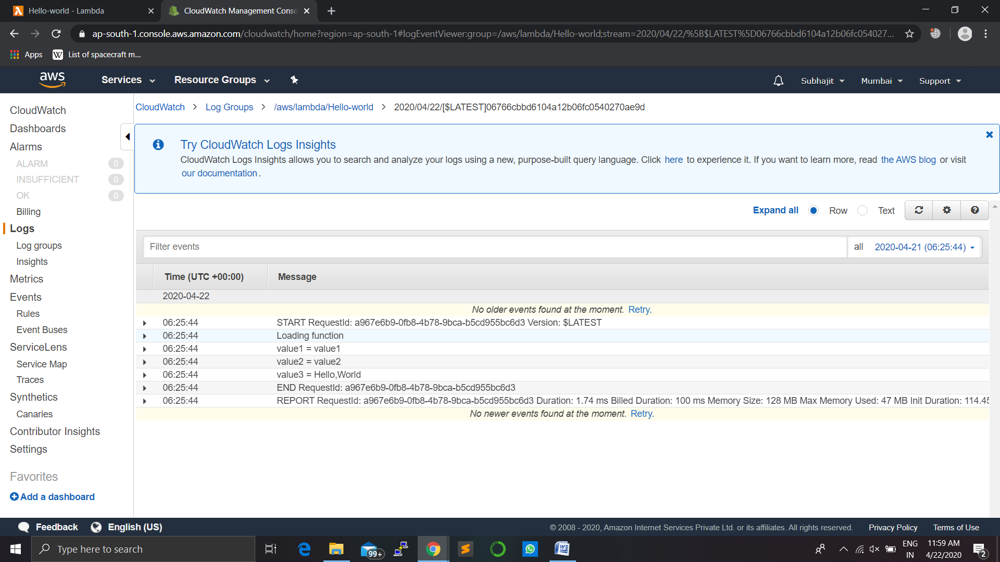 Hello-world - Lambda
CloudWatch Management Conso
ap-south-1.console.aws.amazon.com/cloudwatch/home?region=ap-south-1#logEventViewer:group=/aws/lambda/Hello-world;stream=2020/04/22/%5B$LATEST%5D06766cbbd6104a12b06fc054027...
Apps
W List of spacecraft m...
aws
Services
Resource Groups
Subhajit
Mumbai
Support
CloudWatch
Dashboards
Alarms
ALARM 0
INSUFFICIENT 0
OK 0
Billing
Logs
Log groups
Insights
Metrics
Events
Rules
Event Buses
ServiceLens
Service Map
Traces
Synthetics
Canaries
Contributor Insights
Settings
Favorites
Add a dashboard
CloudWatch > Log Groups > /aws/lambda/Hello-world > 2020/04/22/[$LATEST]06766cbbd6104a12b06fc0540270ae9d
Try CloudWatch Logs Insights
CloudWatch Logs Insights allows you to search and analyze your logs using a new, purpose-built query language. Click here to experience it. If you want to learn more, read the AWS blog or visit
our documentation.
Expand all Row Text
Filter events
all 2020-04-21 (06:25:44)
Time (UTC +00:00) Message
2020-04-22
No older events found at the moment. Retry.
06:25:44 START RequestId: a967e6b9-0fb8-4b78-9bca-b5cd955bc6d3 Version: $LATEST
06:25:44 Loading function
06:25:44 value1 = value1
06:25:44 value2 = value2
06:25:44 value3 = Hello,World
06:25:44 END RequestId: a967e6b9-0fb8-4b78-9bca-b5cd955bc6d3
06:25:44 REPORT RequestId: a967e6b9-0fb8-4b78-9bca-b5cd955bc6d3 Duration: 1.74 ms Billed Duration: 100 ms Memory Size: 128 MB Max Memory Used: 47 MB Init Duration: 114.45
No newer events found at the moment. Retry.
Feedback
English (US)
© 2008 - 2020, Amazon Internet Services Private Ltd. or its affiliates. All rights reserved.
Privacy Policy
Terms of Use
Type here to search
99+
ENG
IN
11:59 AM
4/22/2020
2